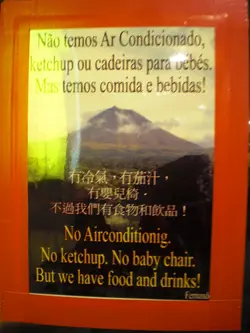 Não temos Ar Condicionado,
ketchup ou cadeiras para bébés.
Mas temos comida e bebidas!
冇冷氣，冇茄汁，
冇嬰兒椅．
不過我們有食物和飲品！
No Airconditionig.
No ketchup. No baby chair.
But we have food and drinks!